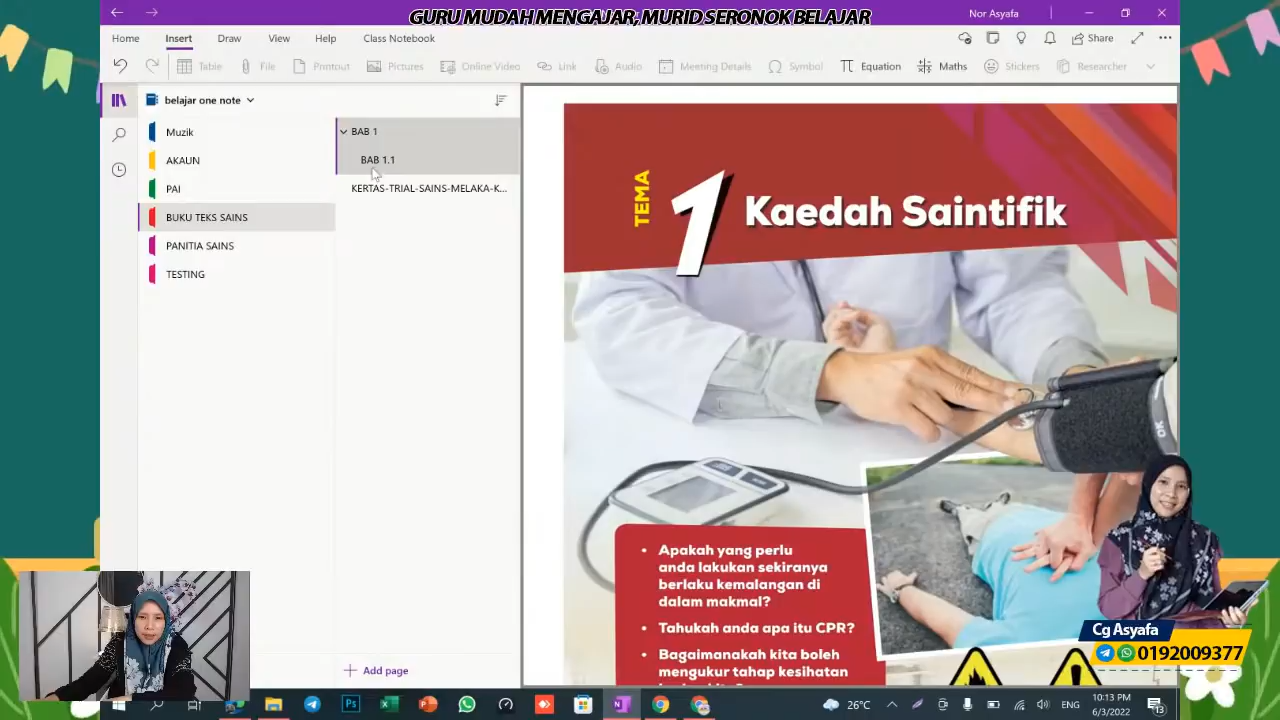 GURU MUDAH MENGAJAR, MURID SERONOK BELAJAR
Nor Asyafa
Home
Insert
Draw
View
Help
Class Notebook
Share
Table
File
Printout
Pictures
Online Video
Link
Audio
Meeting Details
Symbol
Equation
Maths
Stickers
Researcher
belajar one note
Muzik
AKAUN
PAI
BUKU TEKS SAINS
PANITIA SAINS
TESTING
BAB 1
BAB 1.1
KERTAS-TRIAL-SAINS-MELAKA-K...
Add page
TEMA
1
Kaedah Saintifik
OK
• Apakah yang perlu
anda lakukan sekiranya
berlaku kemalangan di
dalam makmal?
• Tahukah anda apa itu CPR?
• Bagaimanakah kita boleh
mengukur tahap kesihatan
Cg Asyafa
0192009377
26°C
ENG
10:13 PM
6/3/2022
13